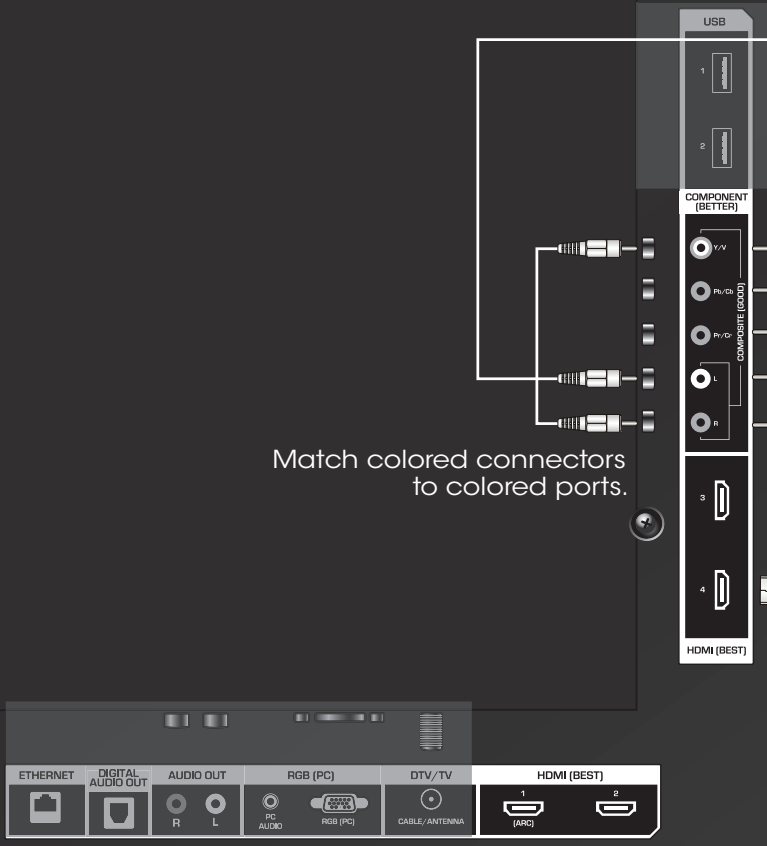 USB
1
2
COMPONENT
(BETTER)
Y/V
Pb/Cb
Pr/Cr
COMPOSITE (GOOD)
L
R
Match colored connectors
to colored ports.
3
4
HDMI (BEST)
ETHERNET
DIGITAL
AUDIO OUT
AUDIO OUT
RGB (PC)
DTV/TV
HDMI (BEST)
R
L
PC
AUDIO
RGB (PC)
CABLE/ANTENNA
1
(ARC)
2